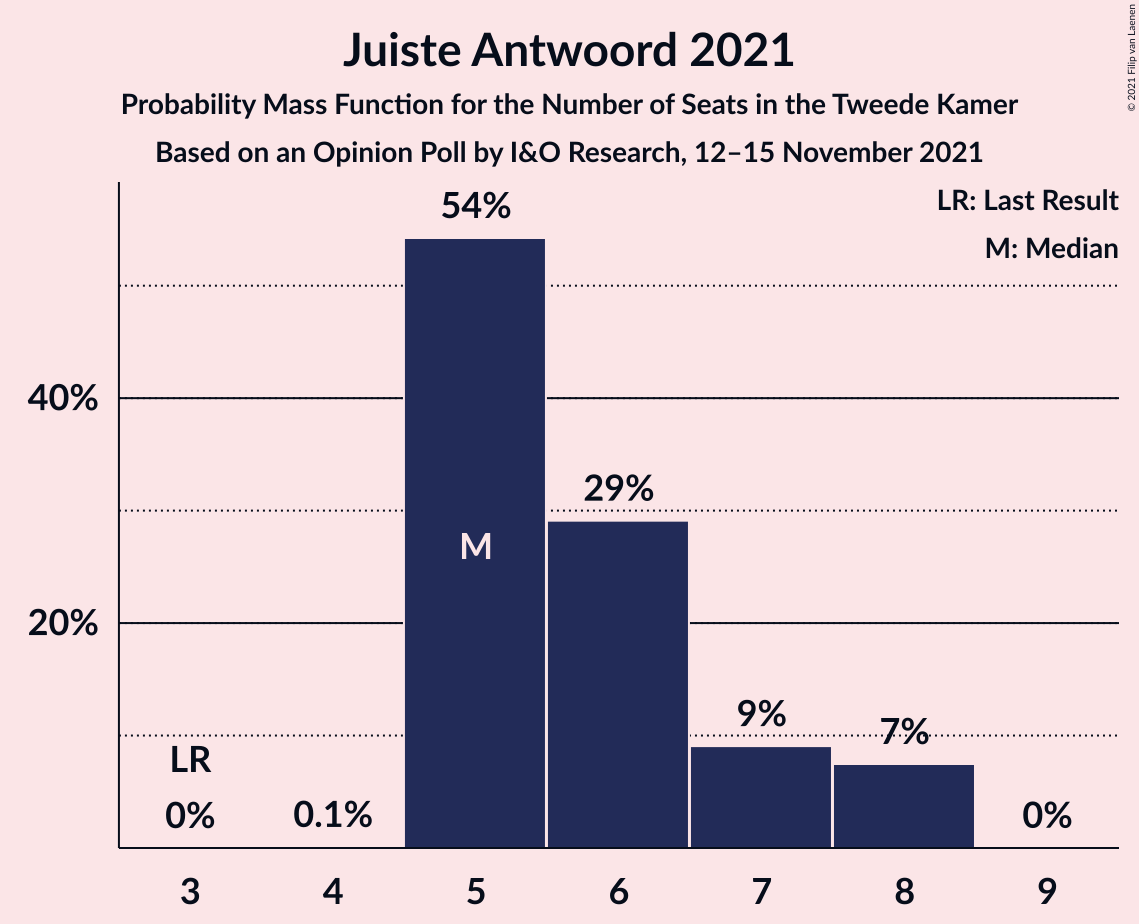 Juiste Antwoord 2021
Probability Mass Function for the Number of Seats in the Tweede Kamer
Based on an Opinion Poll by I&O Research, 12–15 November 2021
© 2021 Filip van Laenen
LR: Last Result
M: Median
54%
40%
29%
M
20%
9%
7%
LR
0%
0.1%
0%
3 4 5 6 7 8 9